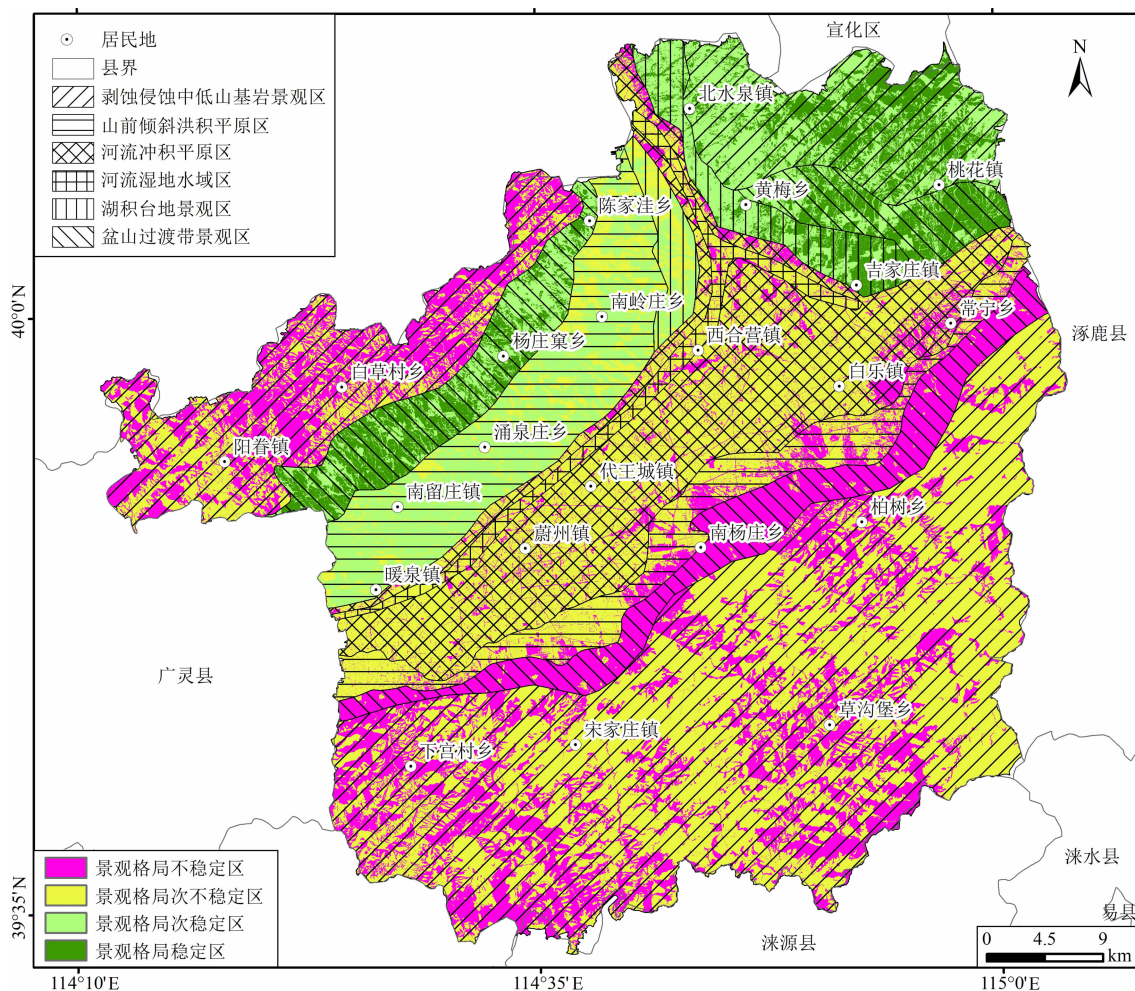 居民地
县界
剥蚀侵蚀中低山基岩景观区
山前倾斜洪积平原区
河流冲积平原区
河流湿地水域区
湖积台地景观区
盆山过渡带景观区
宣化区
N
北水泉镇
桃花镇
黄梅乡
陈家洼乡
吉家庄镇
南岭庄乡
常宁乡
40°0′N
西合营镇
涿鹿县
杨庄窠乡
白草村乡
白乐镇
阳眷镇
涌泉庄乡
代王城镇
南留庄镇
柏树乡
蔚州镇
南杨庄乡
暖泉镇
广灵县
草沟堡乡
宋家庄镇
下宫村乡
景观格局不稳定区
景观格局次不稳定区
景观格局次稳定区
景观格局稳定区
涞水县
易县
39°35′N
涞源县
0 4.5 9
km
114°10′E
114°35′E
115°0′E